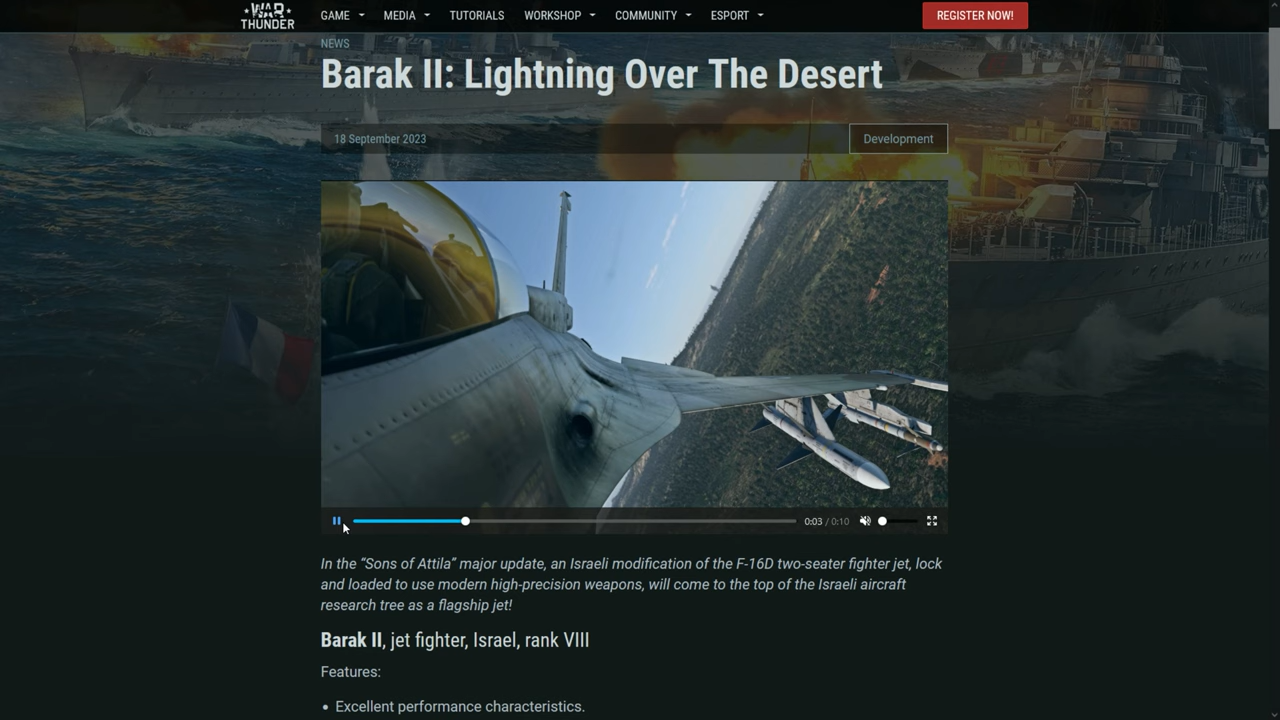 WAR
THUNDER
GAME
MEDIA
TUTORIALS
WORKSHOP
COMMUNITY
ESPORT
REGISTER NOW!
NEWS
Barak II: Lightning Over The Desert
18 September 2023
Development
0:03 / 0:10
In the “Sons of Attila” major update, an Israeli modification of the F-16D two-seater fighter jet, lock
and loaded to use modern high-precision weapons, will come to the top of the Israeli aircraft
research tree as a flagship jet!
Barak II, jet fighter, Israel, rank VIII
Features:
• Excellent performance characteristics.